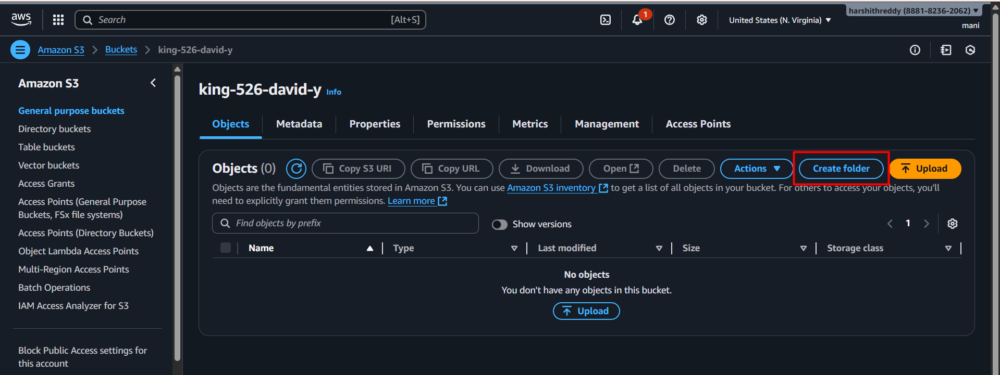 aws
Search [Alt+S]
1
United States (N. Virginia)
harshithreddy (8881-8236-2062)
mani
Amazon S3 > Buckets > king-526-david-y
Amazon S3
General purpose buckets
Directory buckets
Table buckets
Vector buckets
Access Grants
Access Points (General Purpose
Buckets, FSx file systems)
Access Points (Directory Buckets)
Object Lambda Access Points
Multi-Region Access Points
Batch Operations
IAM Access Analyzer for S3
Block Public Access settings for
this account
king-526-david-y Info
Objects Metadata Properties Permissions Metrics Management Access Points
Objects (0) Copy S3 URI Copy URL Download Open Delete Actions Create folder Upload
Objects are the fundamental entities stored in Amazon S3. You can use Amazon S3 inventory to get a list of all objects in your bucket. For others to access your objects, you'll
need to explicitly grant them permissions. Learn more
Find objects by prefix Show versions 1
Name Type Last modified Size Storage class
No objects
You don't have any objects in this bucket.
Upload